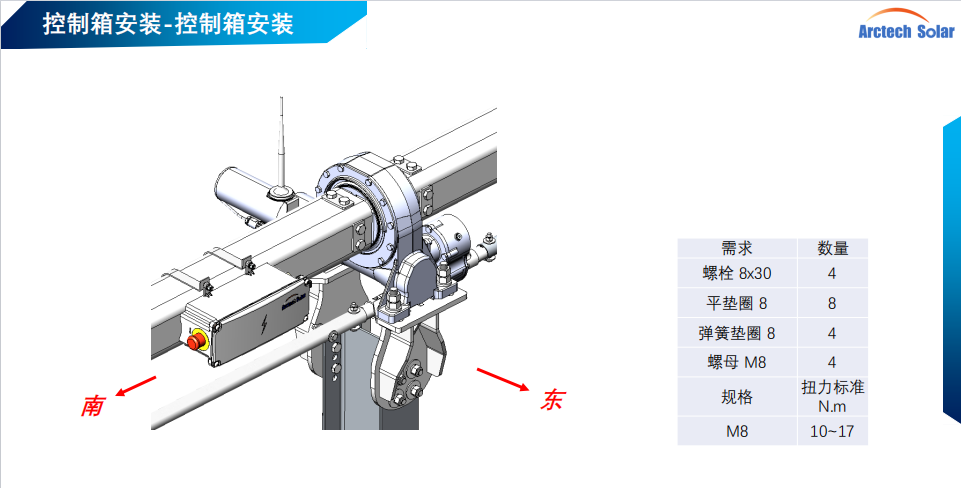 控制箱安装-控制箱安装
Arctech Solar
Arctech Solar
南
东
需求 数量
螺栓 8x30 4
平垫圈 8 8
弹簧垫圈 8 4
螺母 M8 4
规格 扭力标准 N.m
M8 10~17